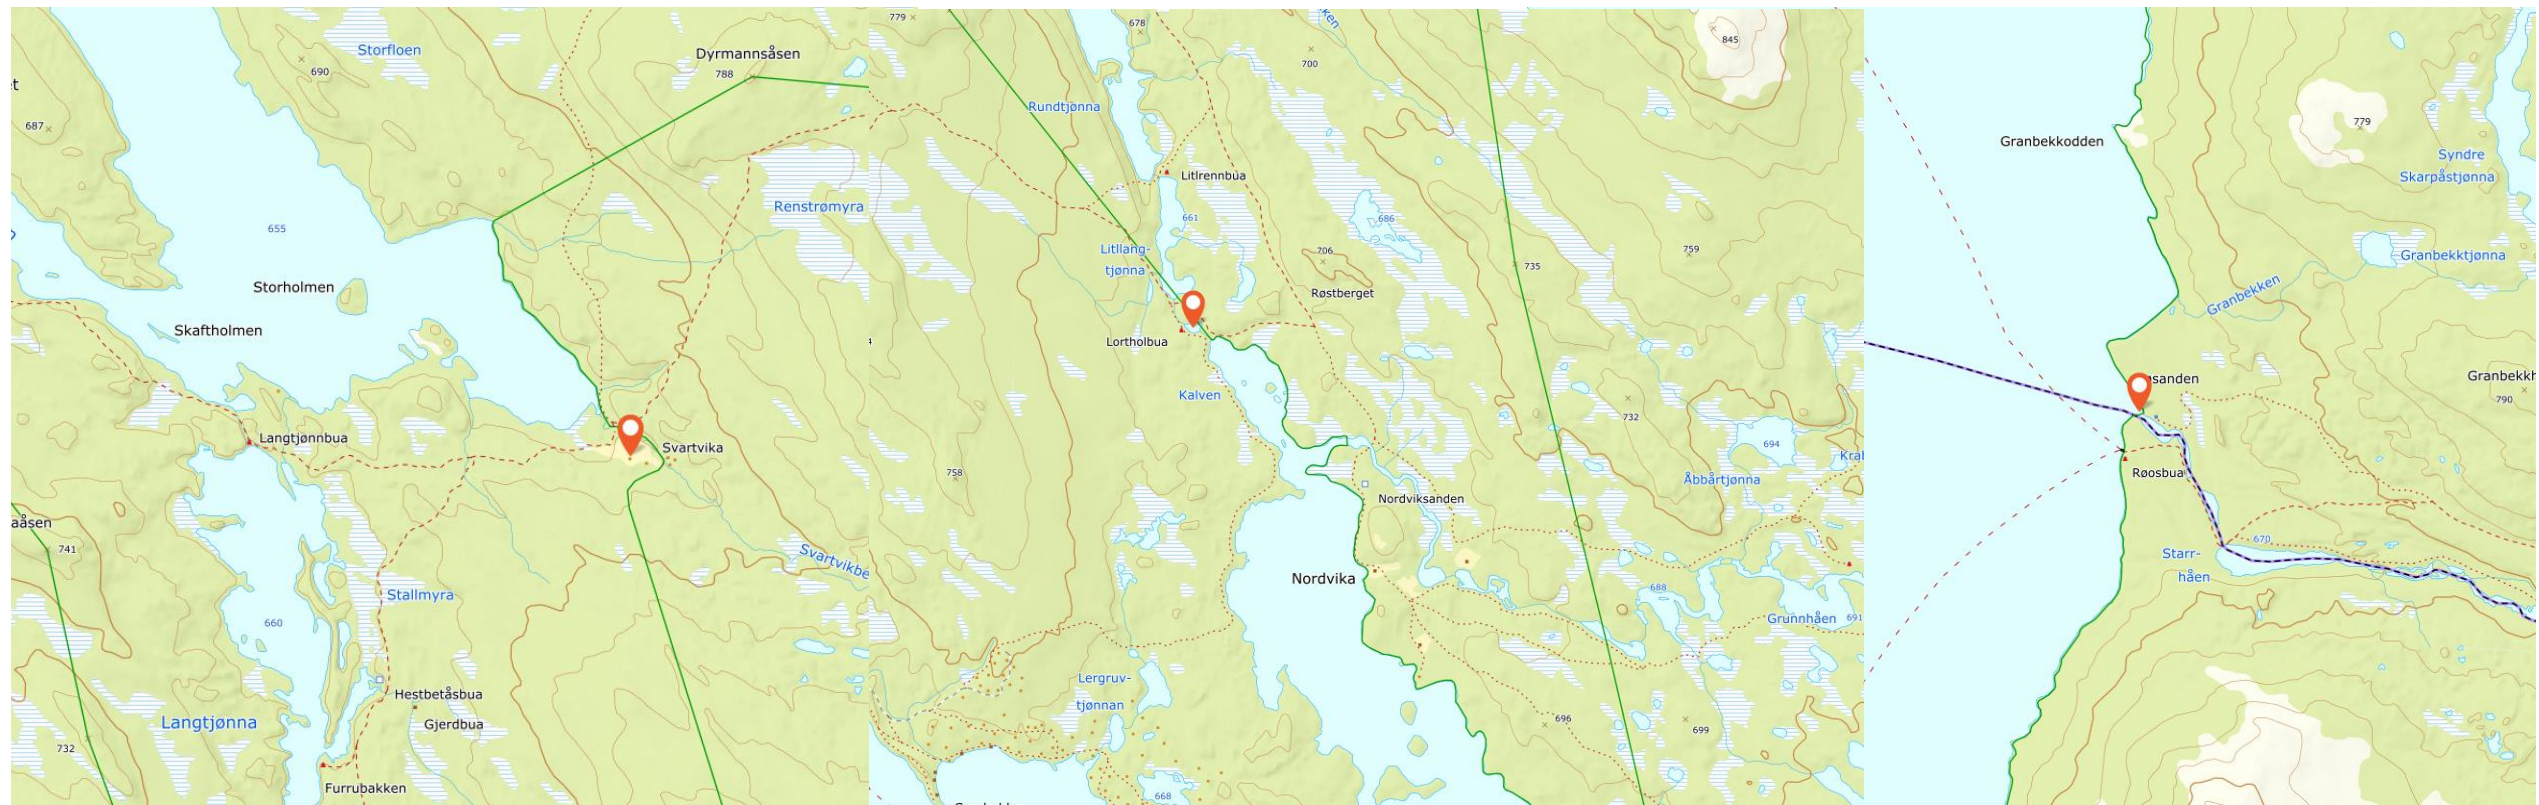 Storfloen
690
Dyrmannsåsen
788
687
655
Storholmen
Skaftholmen
Renstrømyra
Langtjønnbua
Svartvika
aåsen
741
Svartvikbe
Stallmyra
660
Hestbetåsbua
Gjerdbua
Langtjønna
732
Furrubakken
779
678
ken
700
845
Rundtjønna
Litlrennbua
661
686
Litllang-
tjønna
706
759
735
Røstberget
Lortholbua
Kalven
732
694
758
Åbbårtjønna
Nordviksanden
Nordvika
688
Grunnhåen
691
Lergruv-
tjønnan
696
699
668
Granbekkodden
779
Syndre
Skarpåstjønna
Granbekktjønna
Granbekken
sanden
790
Røosbua
Starr-
håen
670